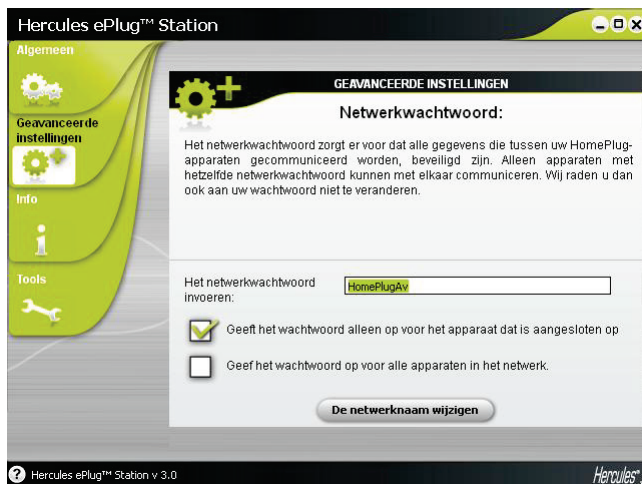 Hercules ePlug™ Station
Algemeen
Geavanceerde
instellingen
Info
Tools
GEAVANCEERDE INSTELLINGEN
Netwerkwachtwoord:
Het netwerkwachtwoord zorgt er voor dat alle gegevens die tussen uw HomePlug-
apparaten gecommuniceerd worden, beveiligd zijn. Alleen apparaten met
hetzelfde netwerkwachtwoord kunnen met elkaar communiceren. Wij raden u dan
ook aan uw wachtwoord niet te veranderen.
Het netwerkwachtwoord
invoeren:
HomePlugAv
Geeft het wachtwoord alleen op voor het apparaat dat is aangesloten op
Geef het wachtwoord op voor alle apparaten in het netwerk.
De netwerknaam wijzigen
? Hercules ePlug™ Station v 3.0
Hercules®